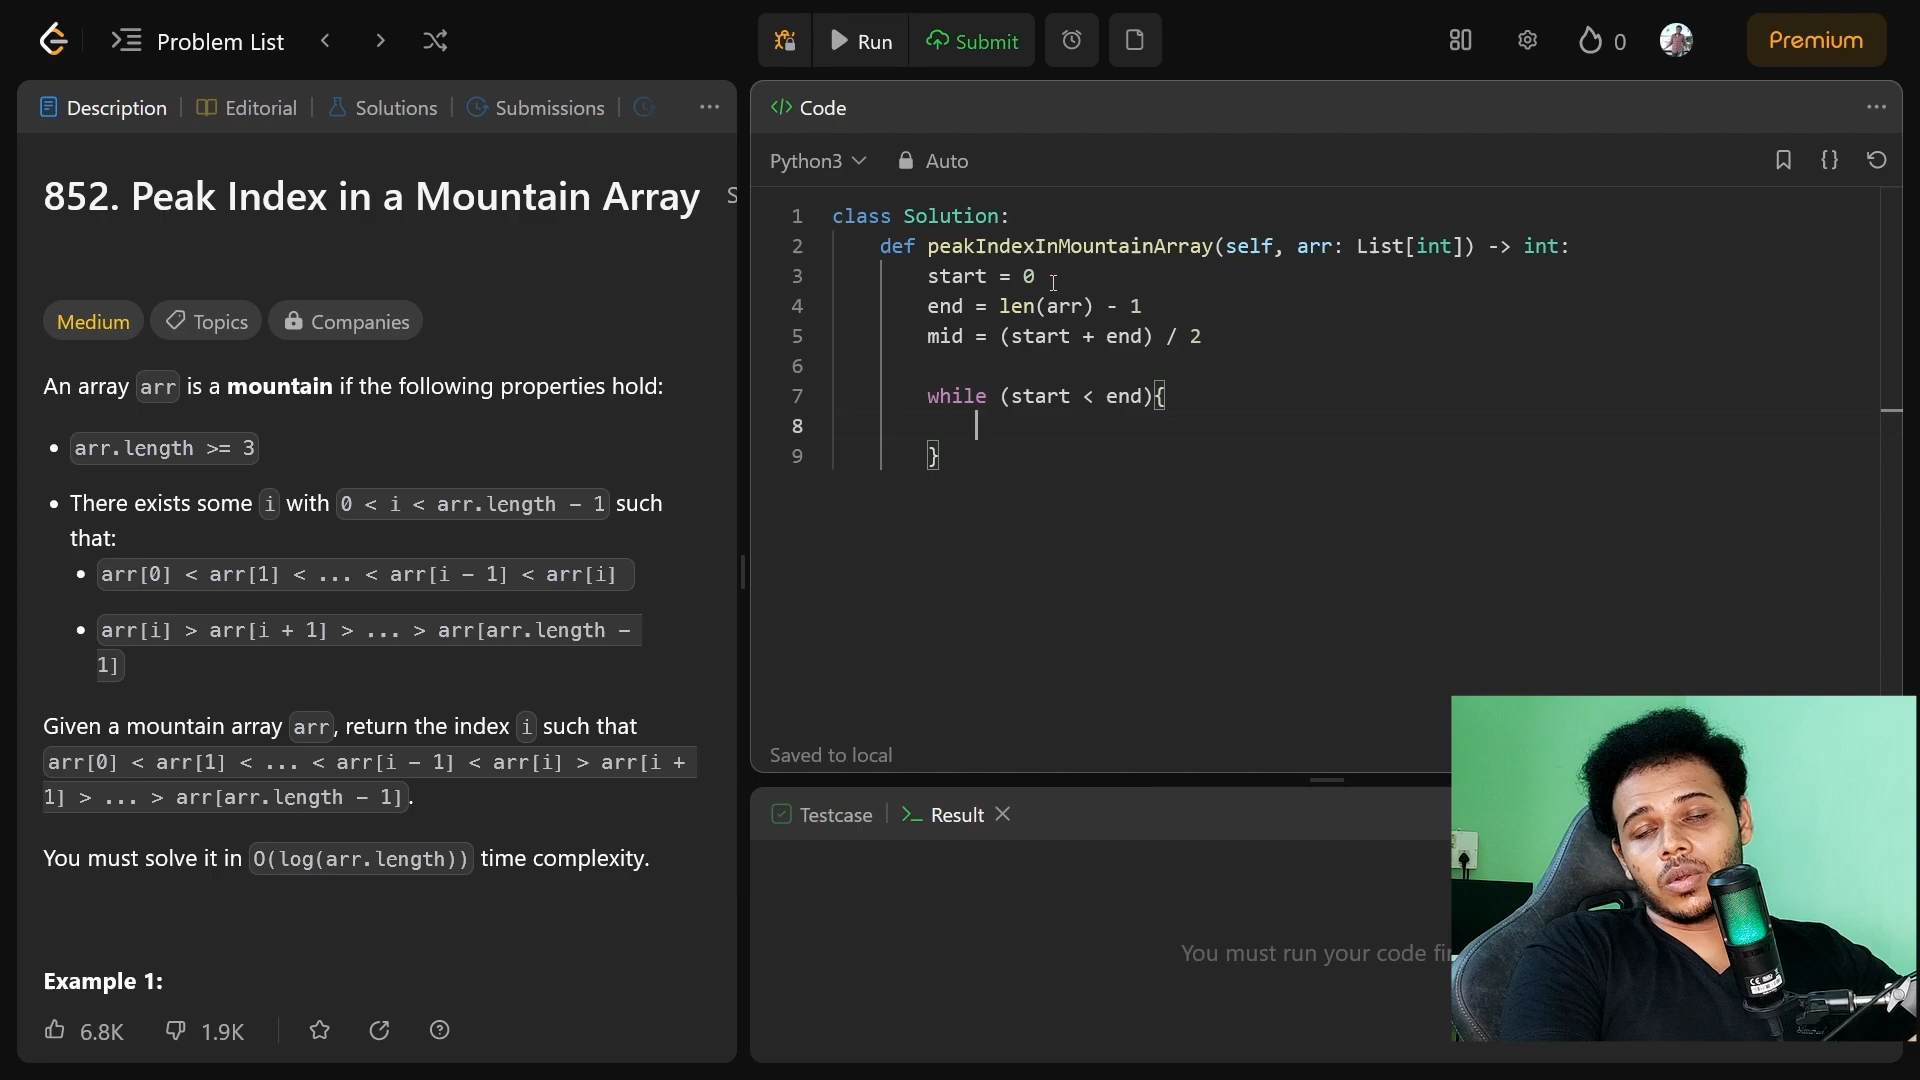 Problem List
Run
Submit
0
Premium
Description
Editorial
Solutions
Submissions
Code
Python3
Auto
852. Peak Index in a Mountain Array
Medium
Topics
Companies
An array arr is a mountain if the following properties hold:
arr.length >= 3
There exists some i with 0 < i < arr.length - 1 such
that:
arr[0] < arr[1] < ... < arr[i - 1] < arr[i]
arr[i] > arr[i + 1] > ... > arr[arr.length -
1]
Given a mountain array arr, return the index i such that
arr[0] < arr[1] < ... < arr[i - 1] < arr[i] > arr[i +
1] > ... > arr[arr.length - 1].
You must solve it in O(log(arr.length)) time complexity.
Example 1:
6.8K
1.9K
1 class Solution:
2 def peakIndexInMountainArray(self, arr: List[int]) -> int:
3 start = 0
4 end = len(arr) - 1
5 mid = (start + end) / 2
6
7 while (start < end){
8
9 }
Saved to local
Testcase
Result
You must run your code